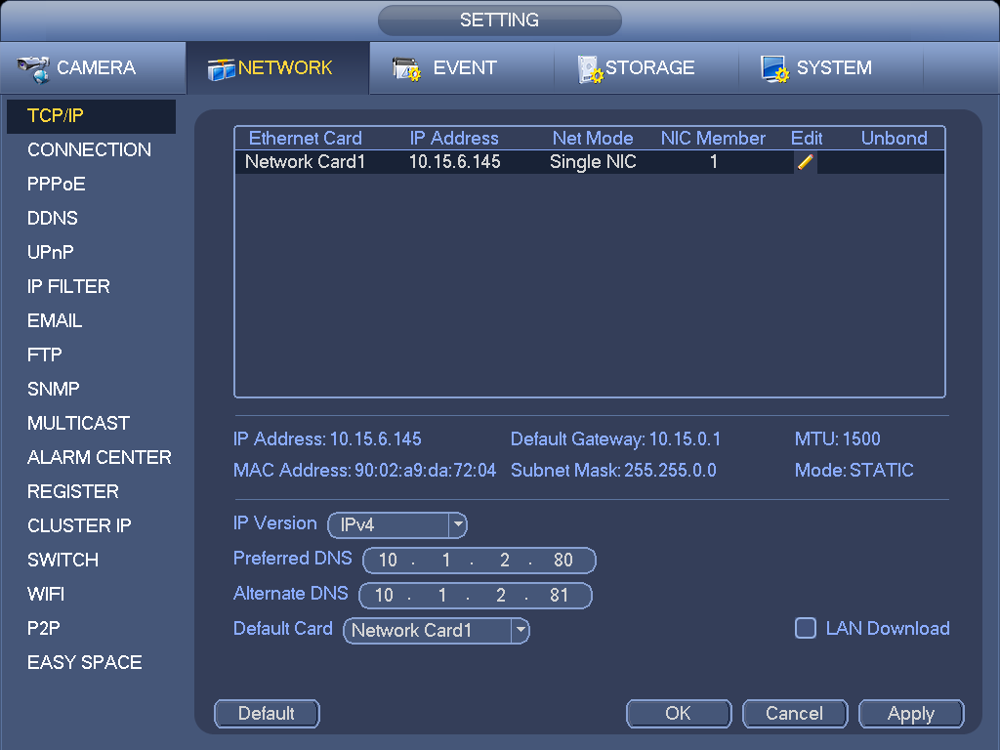 SETTING
CAMERA NETWORK EVENT STORAGE SYSTEM
TCP/IP
CONNECTION
PPPoE
DDNS
UPnP
IP FILTER
EMAIL
FTP
SNMP
MULTICAST
ALARM CENTER
REGISTER
CLUSTER IP
SWITCH
WIFI
P2P
EASY SPACE
Ethernet Card IP Address Net Mode NIC Member Edit Unbond
Network Card1 10.15.6.145 Single NIC 1
IP Address: 10.15.6.145 Default Gateway: 10.15.0.1 MTU: 1500
MAC Address: 90:02:a9:da:72:04 Subnet Mask: 255.255.0.0 Mode: STATIC
IP Version IPv4
Preferred DNS 10 . 1 . 2 . 80
Alternate DNS 10 . 1 . 2 . 81
Default Card Network Card1 LAN Download
Default OK Cancel Apply